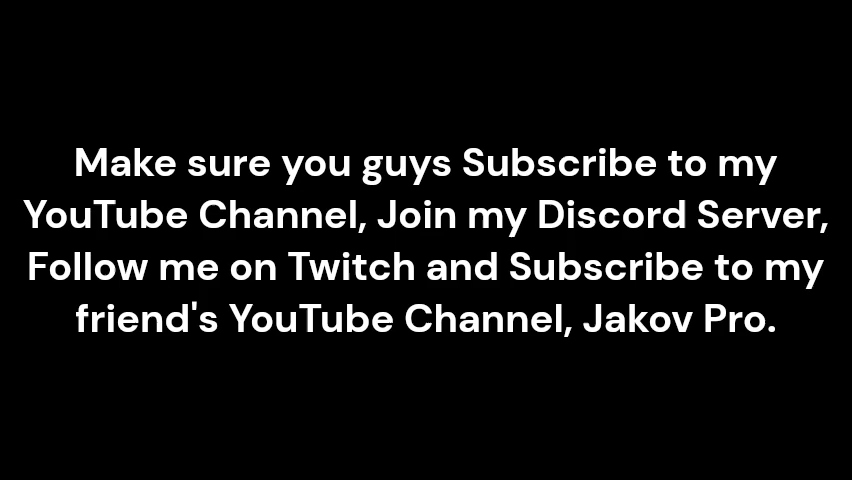 Make sure you guys Subscribe to my
YouTube Channel, Join my Discord Server,
Follow me on Twitch and Subscribe to my
friend's YouTube Channel, Jakov Pro.